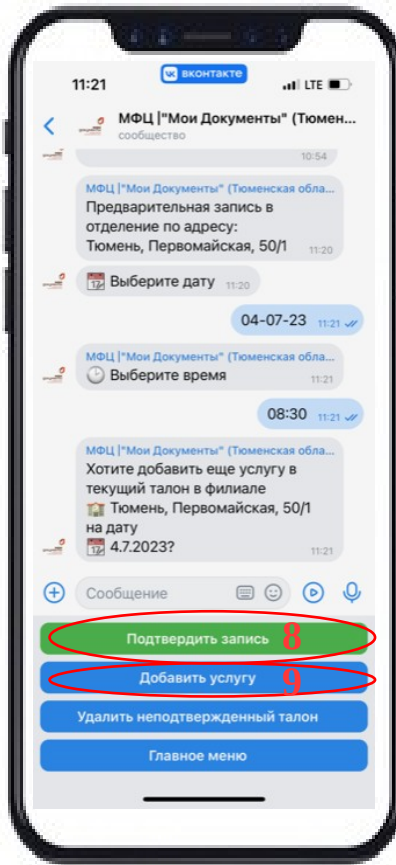 вконтакте
11:21 LTE
МФЦ |"Мои Документы" (Тюмен...
сообщество
10:54
МФЦ |"Мои Документы" (Тюменская обла...
Предварительная запись в
отделение по адресу:
Тюмень, Первомайская, 50/1 11:20
Выберите дату 11:20
04-07-23 11:21
МФЦ |"Мои Документы" (Тюменская обла...
Выберите время 11:21
08:30 11:21
МФЦ |"Мои Документы" (Тюменская обла...
Хотите добавить еще услугу в
текущий талон в филиале
Тюмень, Первомайская, 50/1
на дату
4.7.2023? 11:21
Сообщение
Подтвердить запись 8
Добавить услугу 9
Удалить неподтвержденный талон
Главное меню